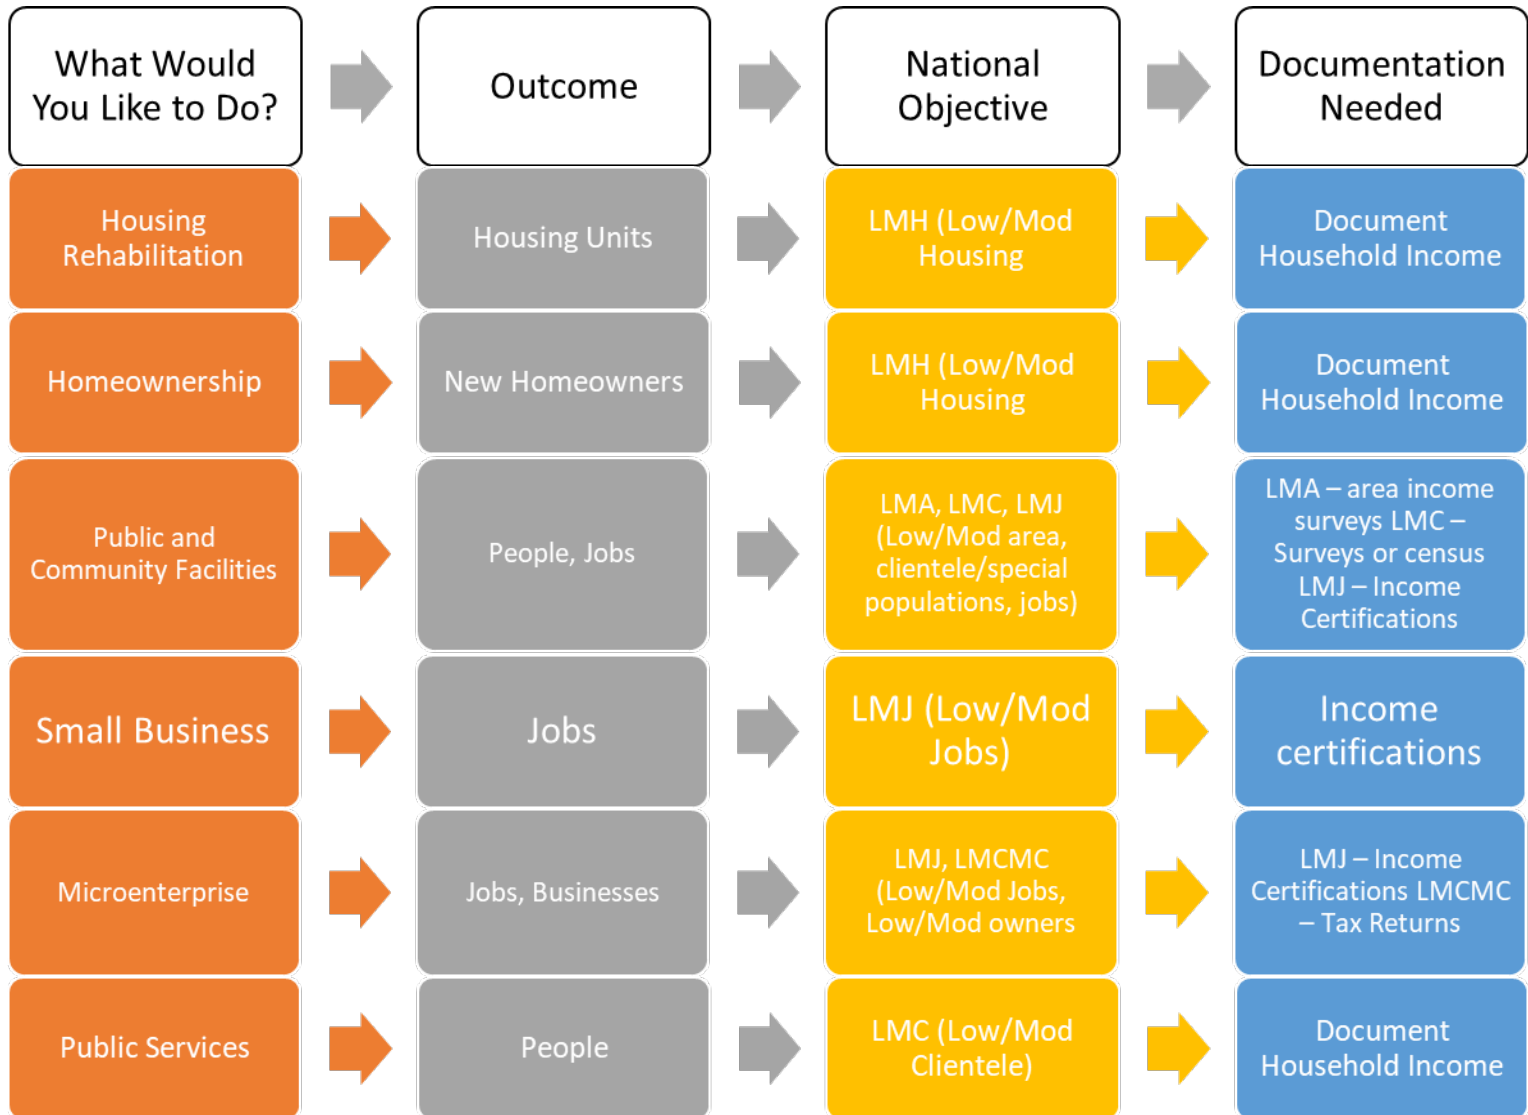 What Would
You Like to Do?
Outcome
National
Objective
Documentation
Needed
Housing
Rehabilitation
Housing Units
LMH (Low/Mod
Housing
Document
Household Income
Homeownership
New Homeowners
LMH (Low/Mod
Housing
Document
Household Income
Public and
Community Facilities
People, Jobs
LMA, LMC, LMJ
(Low/Mod area,
clientele/special
populations, jobs)
LMA – area income
surveys LMC –
Surveys or census
LMJ – Income
Certifications
Small Business
Jobs
LMJ (Low/Mod
Jobs)
Income
certifications
Microenterprise
Jobs, Businesses
LMJ, LMCMC
(Low/Mod Jobs,
Low/Mod owners
LMJ – Income
Certifications LMCMC
– Tax Returns
Public Services
People
LMC (Low/Mod
Clientele)
Document
Household Income